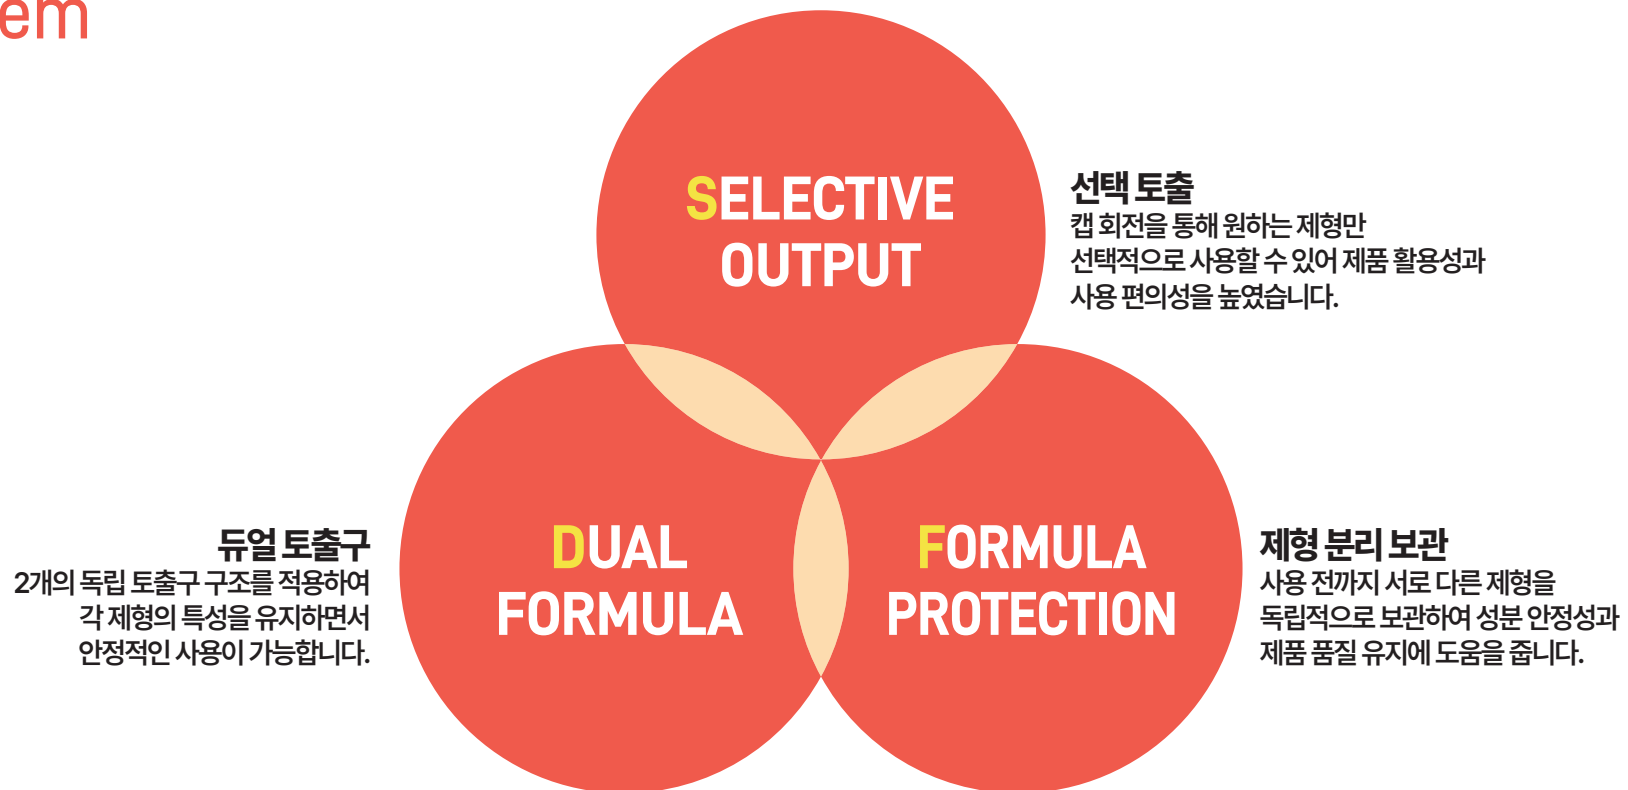 em
SELECTIVE
OUTPUT
선택 토출
캡 회전을 통해 원하는 제형만
선택적으로 사용할 수 있어 제품 활용성과
사용 편의성을 높였습니다.
듀얼 토출구
2개의 독립 토출구 구조를 적용하여
각 제형의 특성을 유지하면서
안정적인 사용이 가능합니다.
DUAL
FORMULA
FORMULA
PROTECTION
제형 분리 보관
사용 전까지 서로 다른 제형을
독립적으로 보관하여 성분 안정성과
제품 품질 유지에 도움을 줍니다.